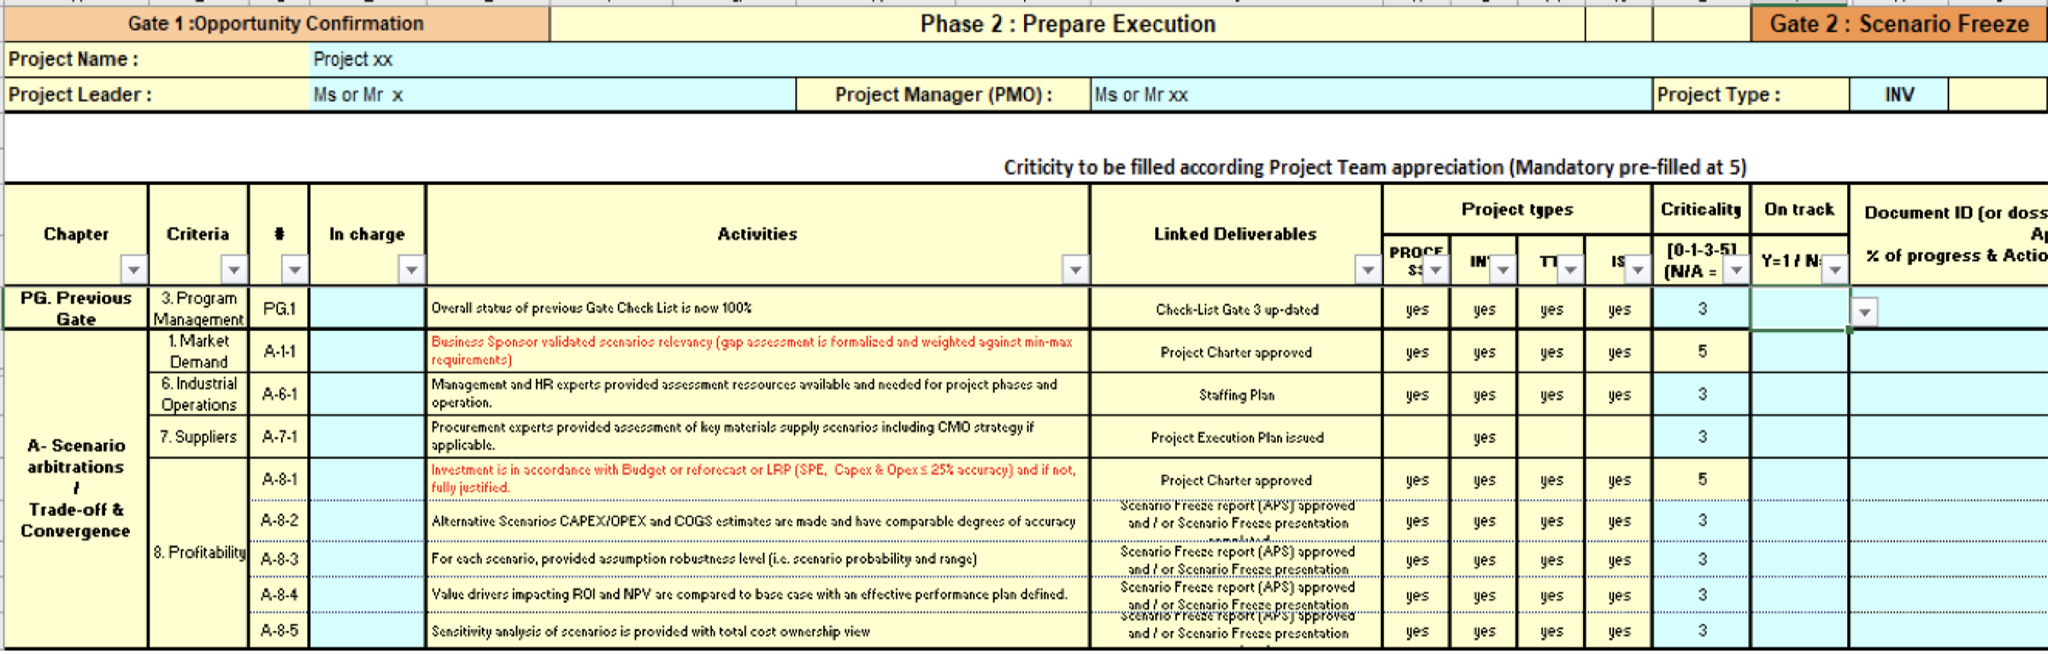 Gate 1 :Opportunity Confirmation Phase 2 : Prepare Execution Gate 2 : Scenario Freeze
Project Name : Project xx
Project Leader : Ms or Mr x Project Manager (PMO) : Ms or Mr xx Project Type : INV
Criticity to be filled according Project Team appreciation (Mandatory pre-filled at 5)
Project types Criticality On track
Chapter Criteria # In charge Activities Linked Deliverables Document ID (or doss
% of progress & Actio
PROCE IN TT IS [0-1-3-5] Y=1 / N
(N/A =
PG. Previous
Gate
3. Program
Management
PG.1 Overall status of previous Gate Check List is now 100% Check-List Gate 3 up-dated yes yes yes yes 3
A- Scenario
arbitrations
/
Trade-off &
Convergence
1. Market
Demand
A-1-1
Business Sponsor validated scenarios relevancy (gap assessment is formalized and weighted against min-max
requirements)
Project Charter approved yes yes yes yes 5
6. Industrial
Operations
A-6-1
Management and HR experts provided assessment ressources available and needed for project phases and
operation.
Staffing Plan yes yes yes yes 3
7. Suppliers A-7-1
Procurement experts provided assessment of key materials supply scenarios including CMO strategy if
applicable.
Project Execution Plan issued yes 3
8. Profitability
A-8-1
Investment is in accordance with Budget or reforecast or LRP (SPE, Capex & Opex ≤ 25% accuracy) and if not,
fully justified.
Project Charter approved yes yes yes yes 5
A-8-2 Alternative Scenarios CAPEX/OPEX and COGS estimates are made and have comparable degrees of accuracy
Scenario Freeze report (APS) approved
and / or Scenario Freeze presentation
yes yes yes yes 3
A-8-3 For each scenario, provided assumption robustness level (i.e. scenario probability and range)
Scenario Freeze report (APS) approved
and / or Scenario Freeze presentation
yes yes yes yes 3
A-8-4 Value drivers impacting ROI and NPV are compared to base case with an effective performance plan defined.
Scenario Freeze report (APS) approved
and / or Scenario Freeze presentation
yes yes yes yes 3
A-8-5 Sensitivity analysis of scenarios is provided with total cost ownership view
Scenario Freeze report (APS) approved
and / or Scenario Freeze presentation
yes yes yes yes 3